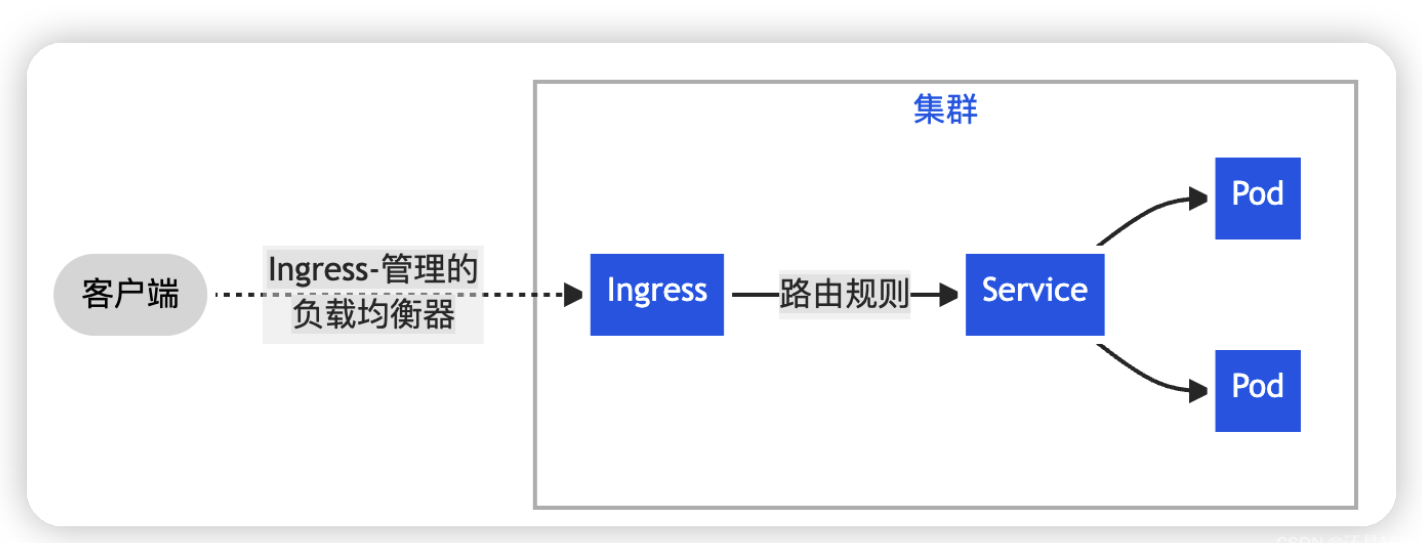 集群
Pod
客户端
Ingress-管理的
负载均衡器
Ingress
路由规则
Service
Pod